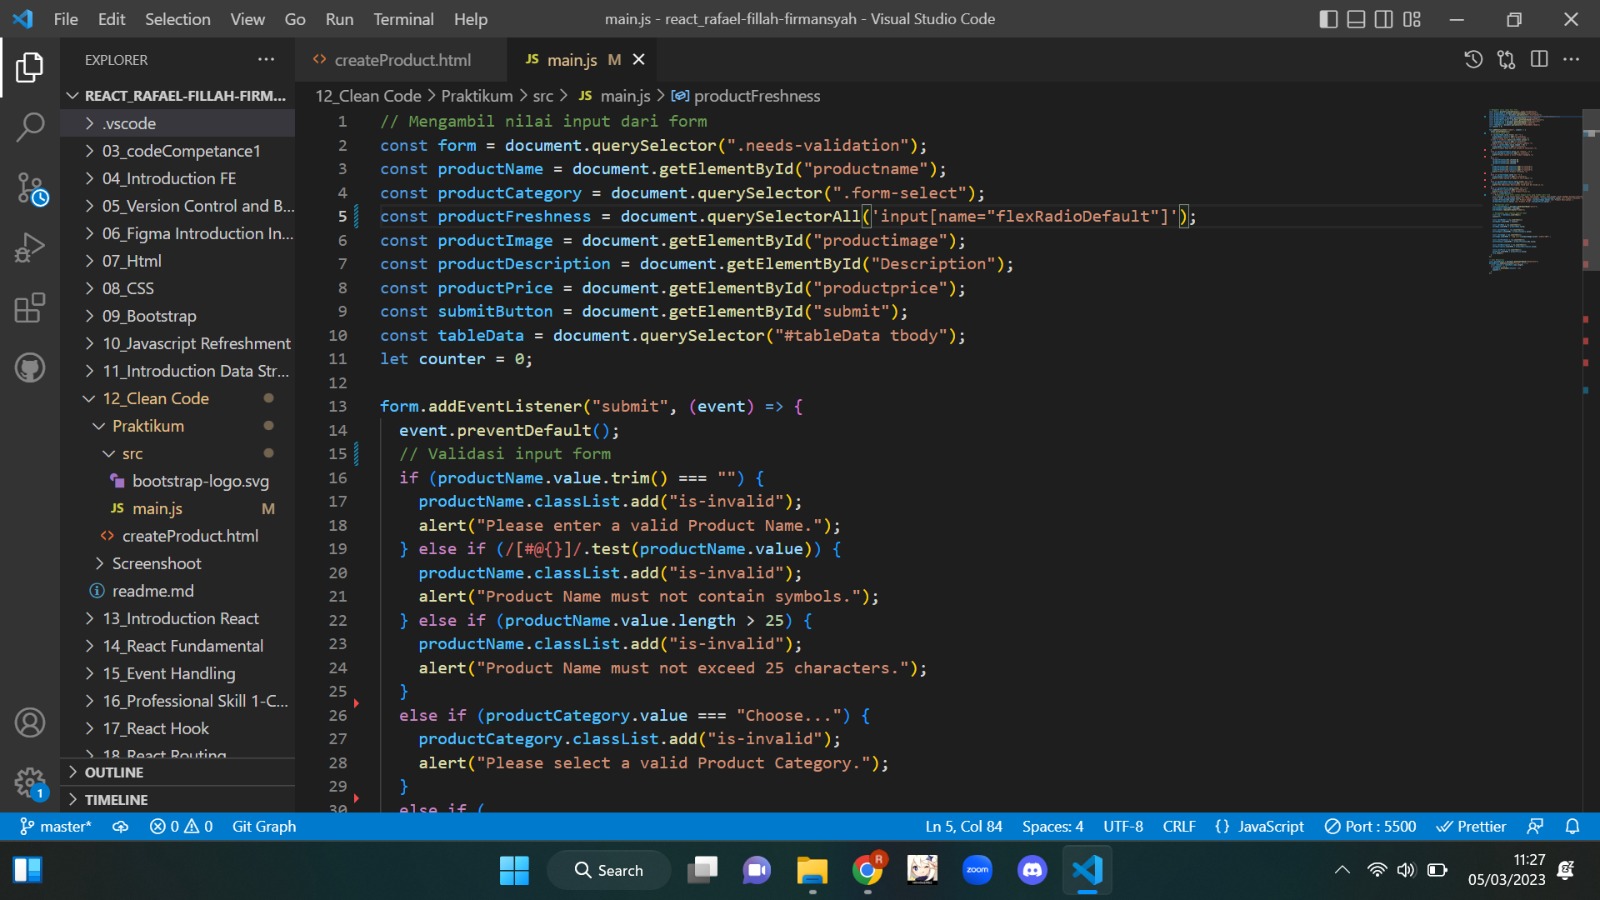 File Edit Selection View Go Run Terminal Help
main.js - react_rafael-fillah-firmansyah - Visual Studio Code
EXPLORER
createProduct.html
JS main.js M
REACT_RAFAEL-FILLAH-FIRM...
.vscode
03_codeCompetance1
04_Introduction FE
05_Version Control and B...
06_Figma Introduction In...
07_Html
08_CSS
09_Bootstrap
10_Javascript Refreshment
11_Introduction Data Str...
12_Clean Code
Praktikum
src
bootstrap-logo.svg
JS main.js M
createProduct.html
Screenshoot
readme.md
13_Introduction React
14_React Fundamental
15_Event Handling
16_Professional Skill 1-C...
17_React Hook
18_React Routing
OUTLINE
TIMELINE
12_Clean Code > Praktikum > src > JS main.js > productFreshness
1 // Mengambil nilai input dari form
2 const form = document.querySelector(".needs-validation");
3 const productName = document.getElementById("productname");
4 const productCategory = document.querySelector(".form-select");
5 const productFreshness = document.querySelectorAll('input[name="flexRadioDefault"]');
6 const productImage = document.getElementById("productimage");
7 const productDescription = document.getElementById("Description");
8 const productPrice = document.getElementById("productprice");
9 const submitButton = document.getElementById("submit");
10 const tableData = document.querySelector("#tableData tbody");
11 let counter = 0;
12
13 form.addEventListener("submit", (event) => {
14 event.preventDefault();
15 // Validasi input form
16 if (productName.value.trim() === "") {
17 productName.classList.add("is-invalid");
18 alert("Please enter a valid Product Name.");
19 } else if (/[#@{}]/.test(productName.value)) {
20 productName.classList.add("is-invalid");
21 alert("Product Name must not contain symbols.");
22 } else if (productName.value.length > 25) {
23 productName.classList.add("is-invalid");
24 alert("Product Name must not exceed 25 characters.");
25 }
26 else if (productCategory.value === "Choose...") {
27 productCategory.classList.add("is-invalid");
28 alert("Please select a valid Product Category.");
29 }
30 else if (
master* 0 0 Git Graph
Ln 5, Col 84 Spaces: 4 UTF-8 CRLF {} JavaScript Port : 5500 Prettier
1
Search
R
zoom
11:27
05/03/2023